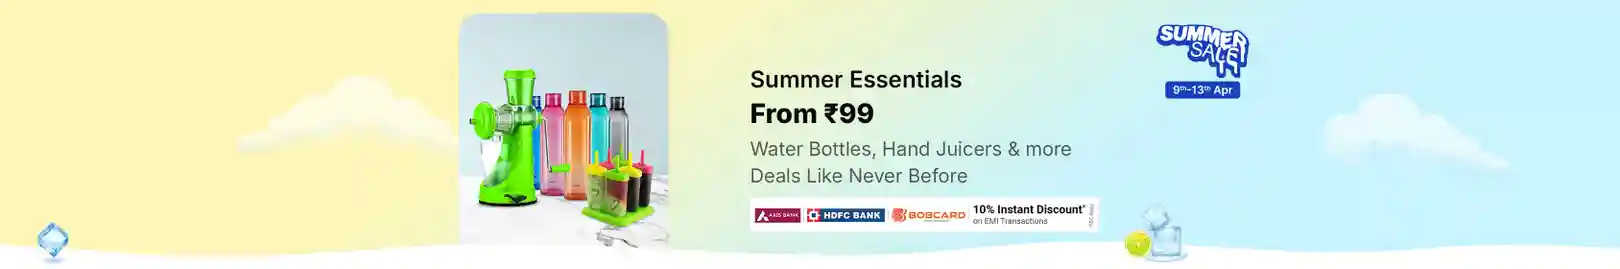 SUMMER
SALE
9th-13th Apr
Summer Essentials
From ₹99
Water Bottles, Hand Juicers & more
Deals Like Never Before
AXIS BANK
HDFC BANK
BOBCARD
10% Instant Discount*
on EMI Transactions